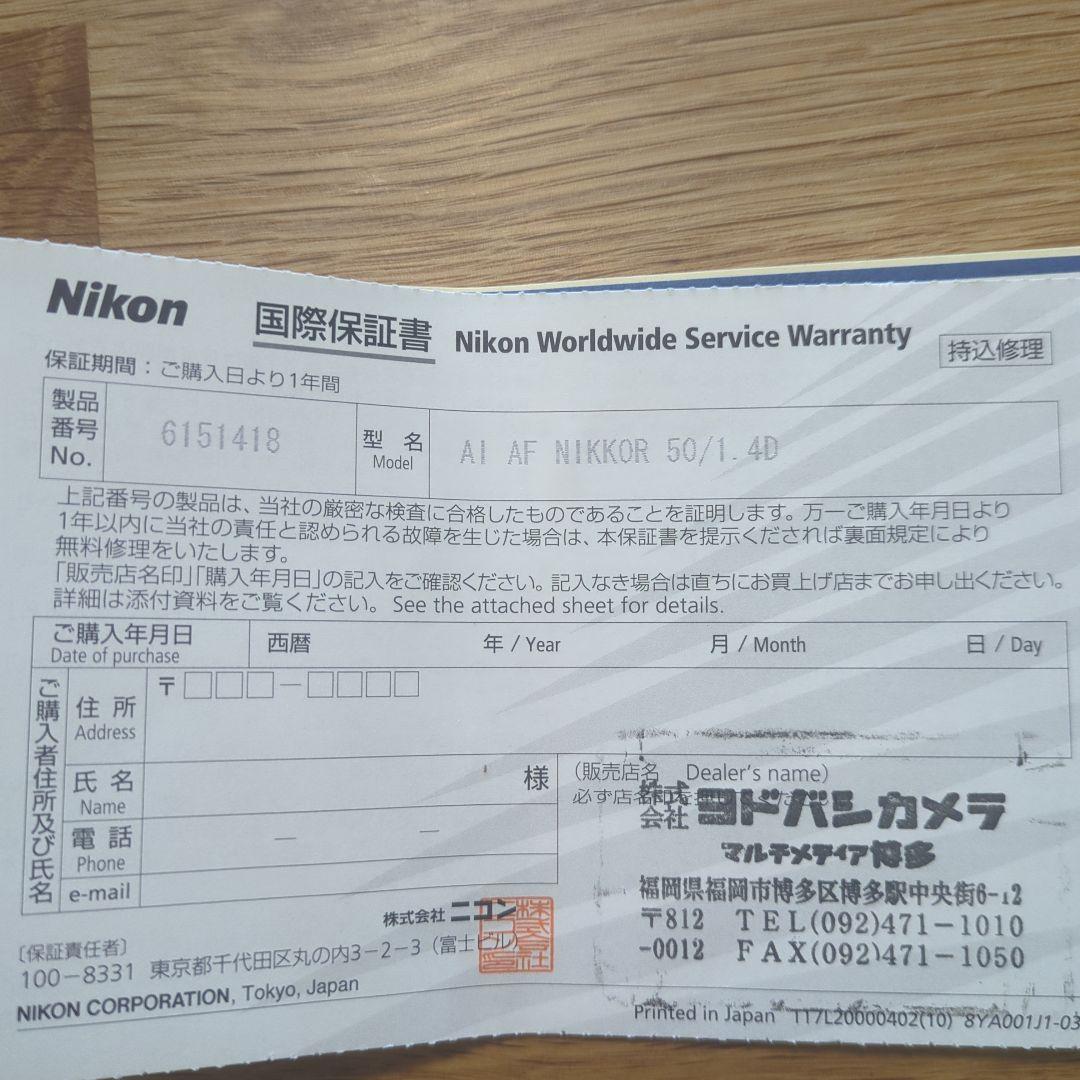 Nikon 国際保証書 Nikon Worldwide Service Warranty 持込修理
保証期間：ご購入日より1年間
製品番号 No. 6151418 型 名 Model AI AF NIKKOR 50/1.4D
上記番号の製品は、当社の厳密な検査に合格したものであることを証明します。万一ご購入年月日より
1年以内に当社の責任と認められる故障を生じた場合は、本保証書を提示くだされば裏面規定により
無料修理をいたします。
「販売店名印」「購入年月日」の記入をご確認ください。記入なき場合は直ちにお買上げ店までお申し出ください。
詳細は添付資料をご覧ください。 See the attached sheet for details.
ご購入年月日 Date of purchase 西暦 年 / Year 月 / Month 日 / Day
ご購入者住所及び氏名
住 所 Address 〒□□□－□□□□
氏 名 Name 様
電 話 Phone － －
e-mail
（販売店名 Dealer's name）
必ず店名印を
株式会社 ヨドバシカメラ
マルチメディア博多
福岡県福岡市博多区博多駅中央街6-12
〒812 TEL(092)471-1010
-0012 FAX(092)471-1050
株式会社 ニコン
〔保証責任者〕
100－8331 東京都千代田区丸の内3－2－3（富士ビル）
NIKON CORPORATION, Tokyo, Japan
Printed in Japan TT7L20000402(10) 8YA001J1-03